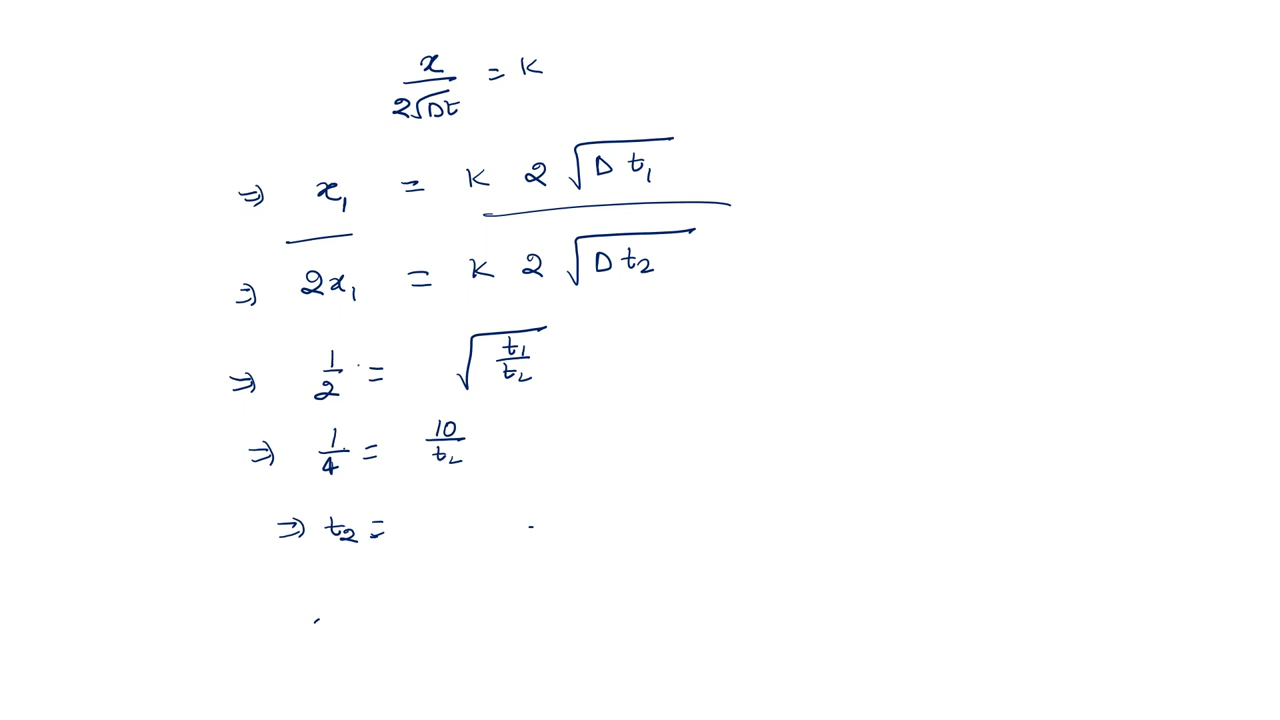 x / 2√Dt = K
⇒ x₁ = K 2 √D t₁
⇒ 2x₁ = K 2 √D t₂
⇒ 1/2 = √t₁/t₂
⇒ 1/4 = 10/t₂
⇒ t₂ =